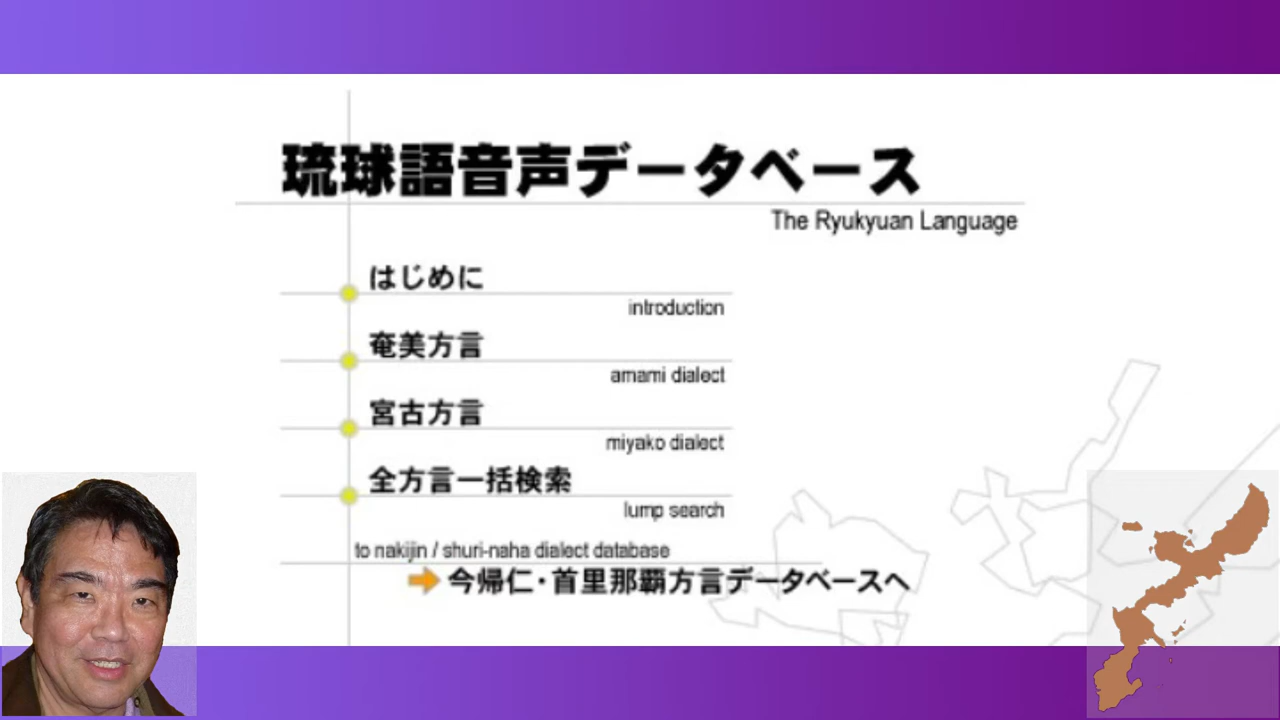 琉球語音声データベース
The Ryukyuan Language
はじめに
introduction
奄美方言
amami dialect
宮古方言
miyako dialect
全方言一括検索
lump search
to nakijin / shuri-naha dialect database
今帰仁・首里那覇方言データベースへ